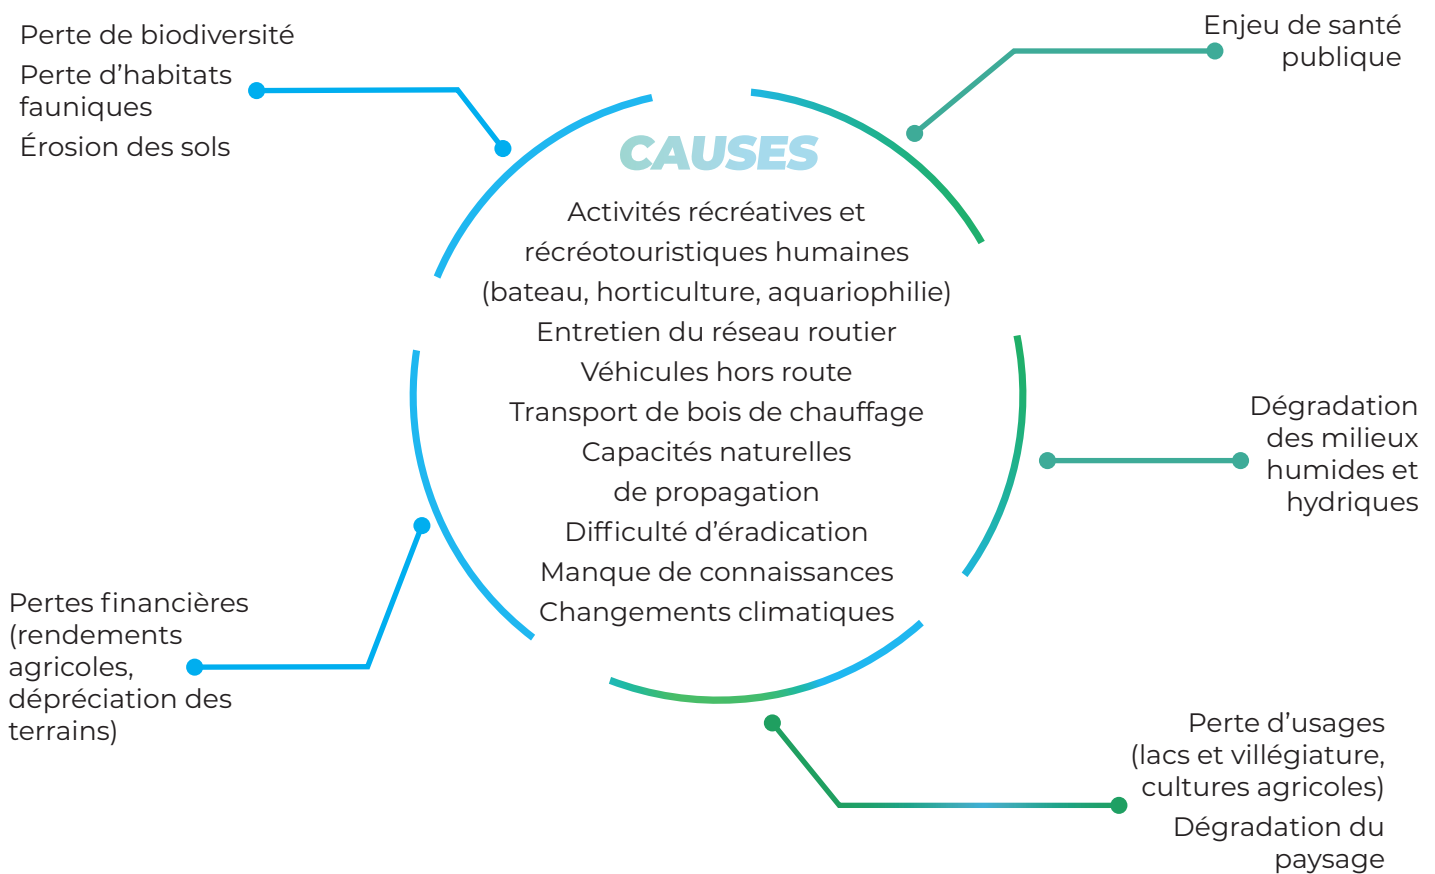 Perte de biodiversité
Perte d’habitats
fauniques
Érosion des sols
Enjeu de santé
publique
CAUSES
Activités récréatives et
récréotouristiques humaines
(bateau, horticulture, aquariophilie)
Entretien du réseau routier
Véhicules hors route
Transport de bois de chauffage
Capacités naturelles
de propagation
Difficulté d’éradication
Manque de connaissances
Changements climatiques
Dégradation
des milieux
humides et
hydriques
Pertes financières
(rendements
agricoles,
dépréciation des
terrains)
Perte d’usages
(lacs et villégiature,
cultures agricoles)
Dégradation du
paysage